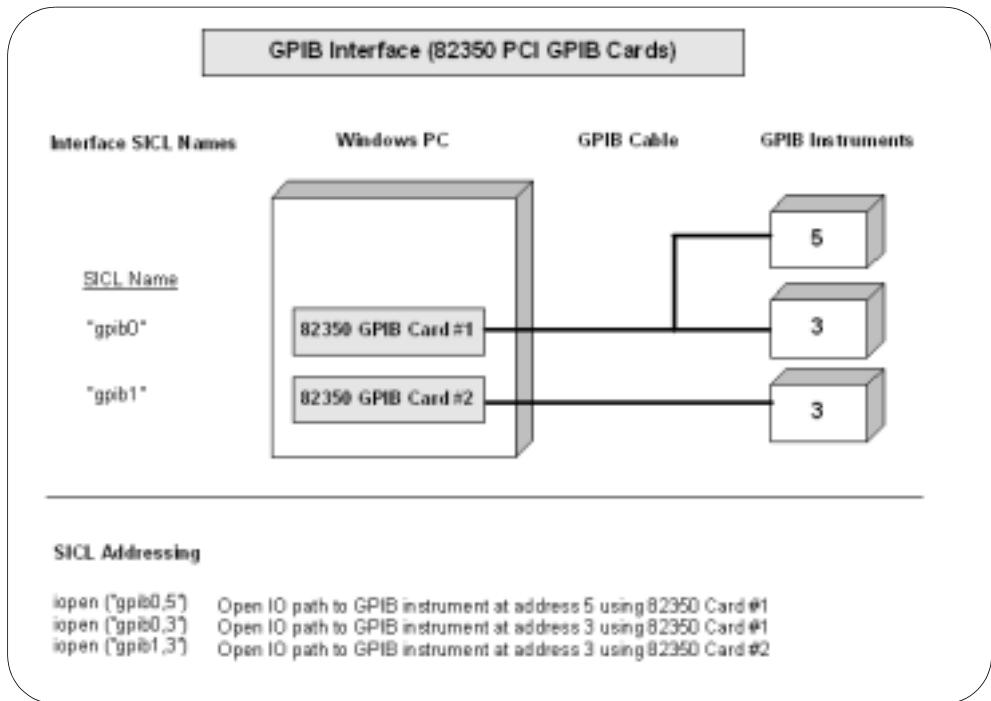 GPIB Interface (82350 PCI GPIB Cards)
Interface SICL Names Windows PC GPIB Cable GPIB Instruments
5
SICL Name
"gpib0" 82350 GPIB Card #1 3
"gpib1" 82350 GPIB Card #2 3
SICL Addressing
iopen ("gpib0,5") Open IO path to GPIB instrument at address 5 using 82350 Card #1
iopen ("gpib0,3") Open IO path to GPIB instrument at address 3 using 82350 Card #1
iopen ("gpib1,3") Open IO path to GPIB instrument at address 3 using 82350 Card #2